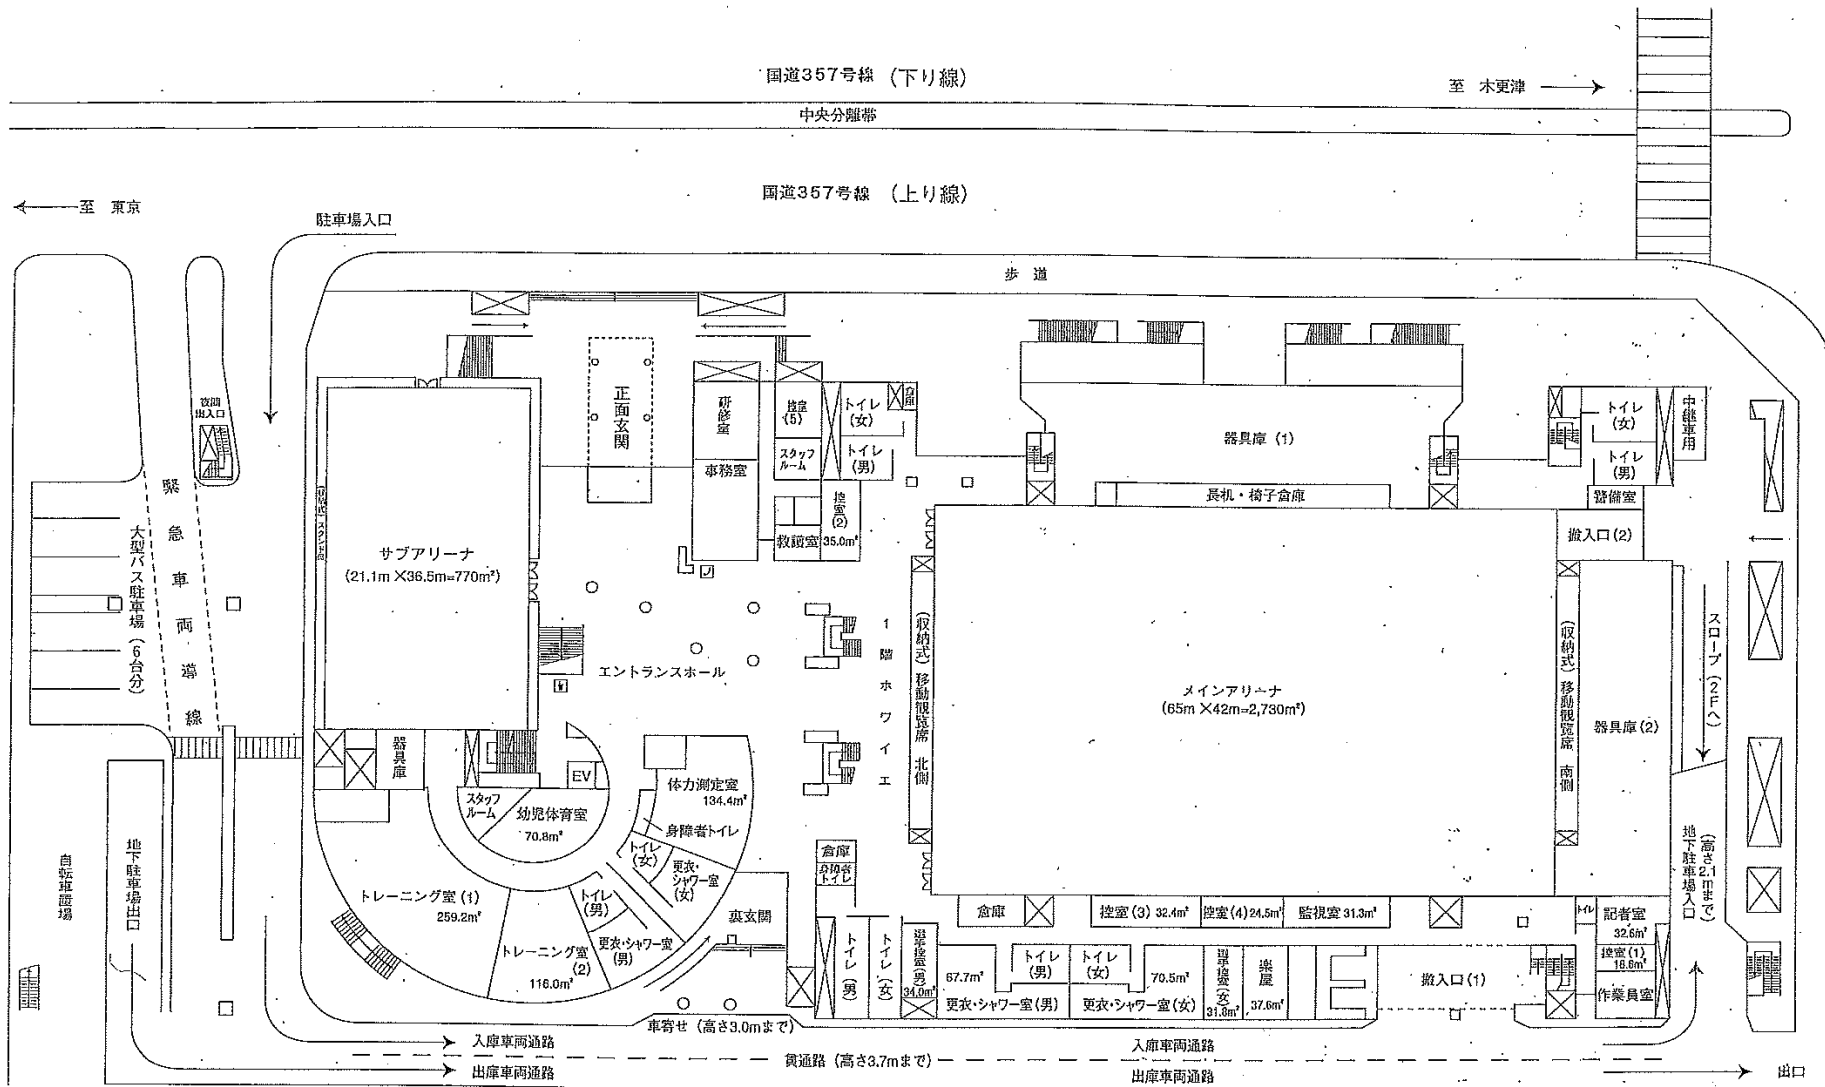 国道357号線 (下り線)
至 木更津
中央分離帯
国道357号線 (上り線)
至 東京
駐車場入口
歩 道
夜間
出入口
緊急車両導線
大型バス駐車場 (6台分)
自転車置場
地下駐車場出口
正面玄関
研修室
事務室
控室
(5)
スタッフ
ルーム
トイレ
(女)
トイレ
(男)
倉庫
控室
(2)
35.0㎡
救護室
器具庫 (1)
長机・椅子倉庫
トイレ
(女)
トイレ
(男)
中継車用
警備室
搬入口 (2)
サブアリーナ
(21.1m ×36.5m=770㎡)
エントランスホール
1階ホワイエ
(収納式) 移動観覧席 北側
メインアリーナ
(65m ×42m=2,730㎡)
(収納式) 移動観覧席 南側
器具庫 (2)
スロープ (2Fへ)
地下駐車場入口
(高さ2.1mまで)
器具庫
EV
スタッフ
ルーム
幼児体育室
70.8㎡
体力測定室
134.4㎡
身障者トイレ
トイレ
(女)
更衣・
シャワー室
(女)
トレーニング室 (1)
259.2㎡
トレーニング室
(2)
116.0㎡
トイレ
(男)
更衣・シャワー室
(男)
裏玄関
倉庫
身障者
トイレ
トイレ (男)
トイレ (女)
選手控室 (男)
34.0㎡
倉庫
控室 (3) 32.4㎡
控室 (4) 24.5㎡
監視室 31.3㎡
67.7㎡
更衣・シャワー室 (男)
トイレ
(男)
トイレ
(女)
70.5㎡
更衣・シャワー室 (女)
選手控室 (女)
31.8㎡
楽屋
37.6㎡
搬入口 (1)
トイレ
記者室
32.6㎡
控室 (1)
16.6㎡
作業員室
車寄せ (高さ3.0mまで)
入庫車両通路
入庫車両通路
貫通路 (高さ3.7mまで)
出庫車両通路
出庫車両通路
出口